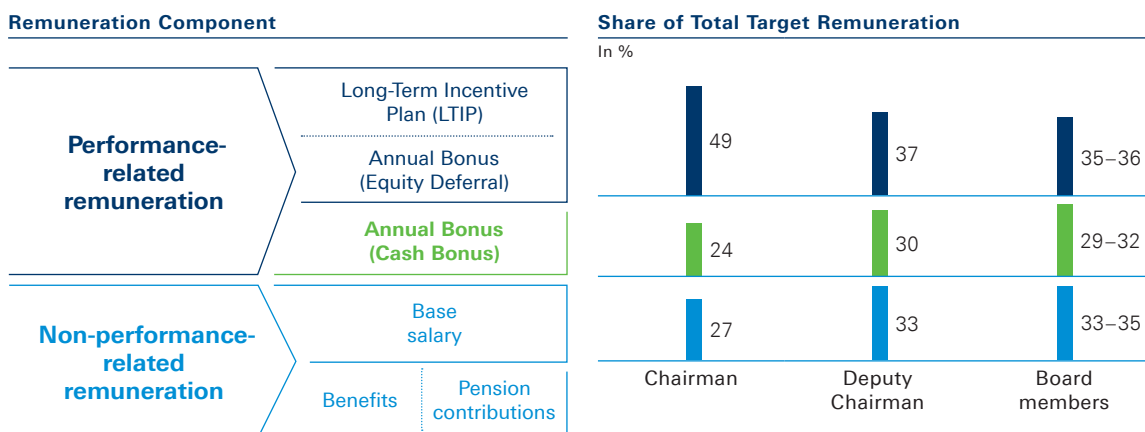 Remuneration Component
Performance-
related
remuneration
Long-Term Incentive
Plan (LTIP)
Annual Bonus
(Equity Deferral)
Annual Bonus
(Cash Bonus)
Non-performance-
related
remuneration
Base
salary
Benefits
Pension
contributions
Share of Total Target Remuneration
In %
49
37
35–36
24
30
29–32
27
33
33–35
Chairman
Deputy
Chairman
Board
members